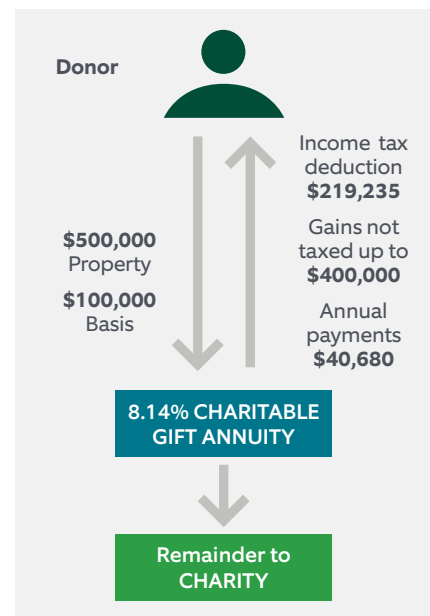 Donor
$500,000
Property
$100,000
Basis
Income tax
deduction
$219,235
Gains not
taxed up to
$400,000
Annual
payments
$40,680
8.14% CHARITABLE
GIFT ANNUITY
Remainder to
CHARITY